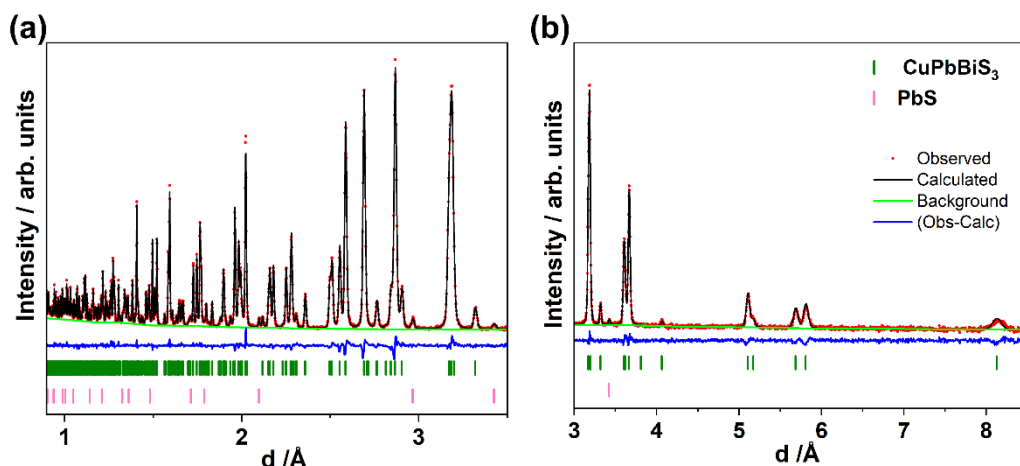 (a)
Intensity / arb. units
1
2
3
d /Å
(b)
CuPbBiS₃
PbS
Observed
Calculated
Background
(Obs-Calc)
Intensity / arb. units
3
4
5
6
7
8
d /Å